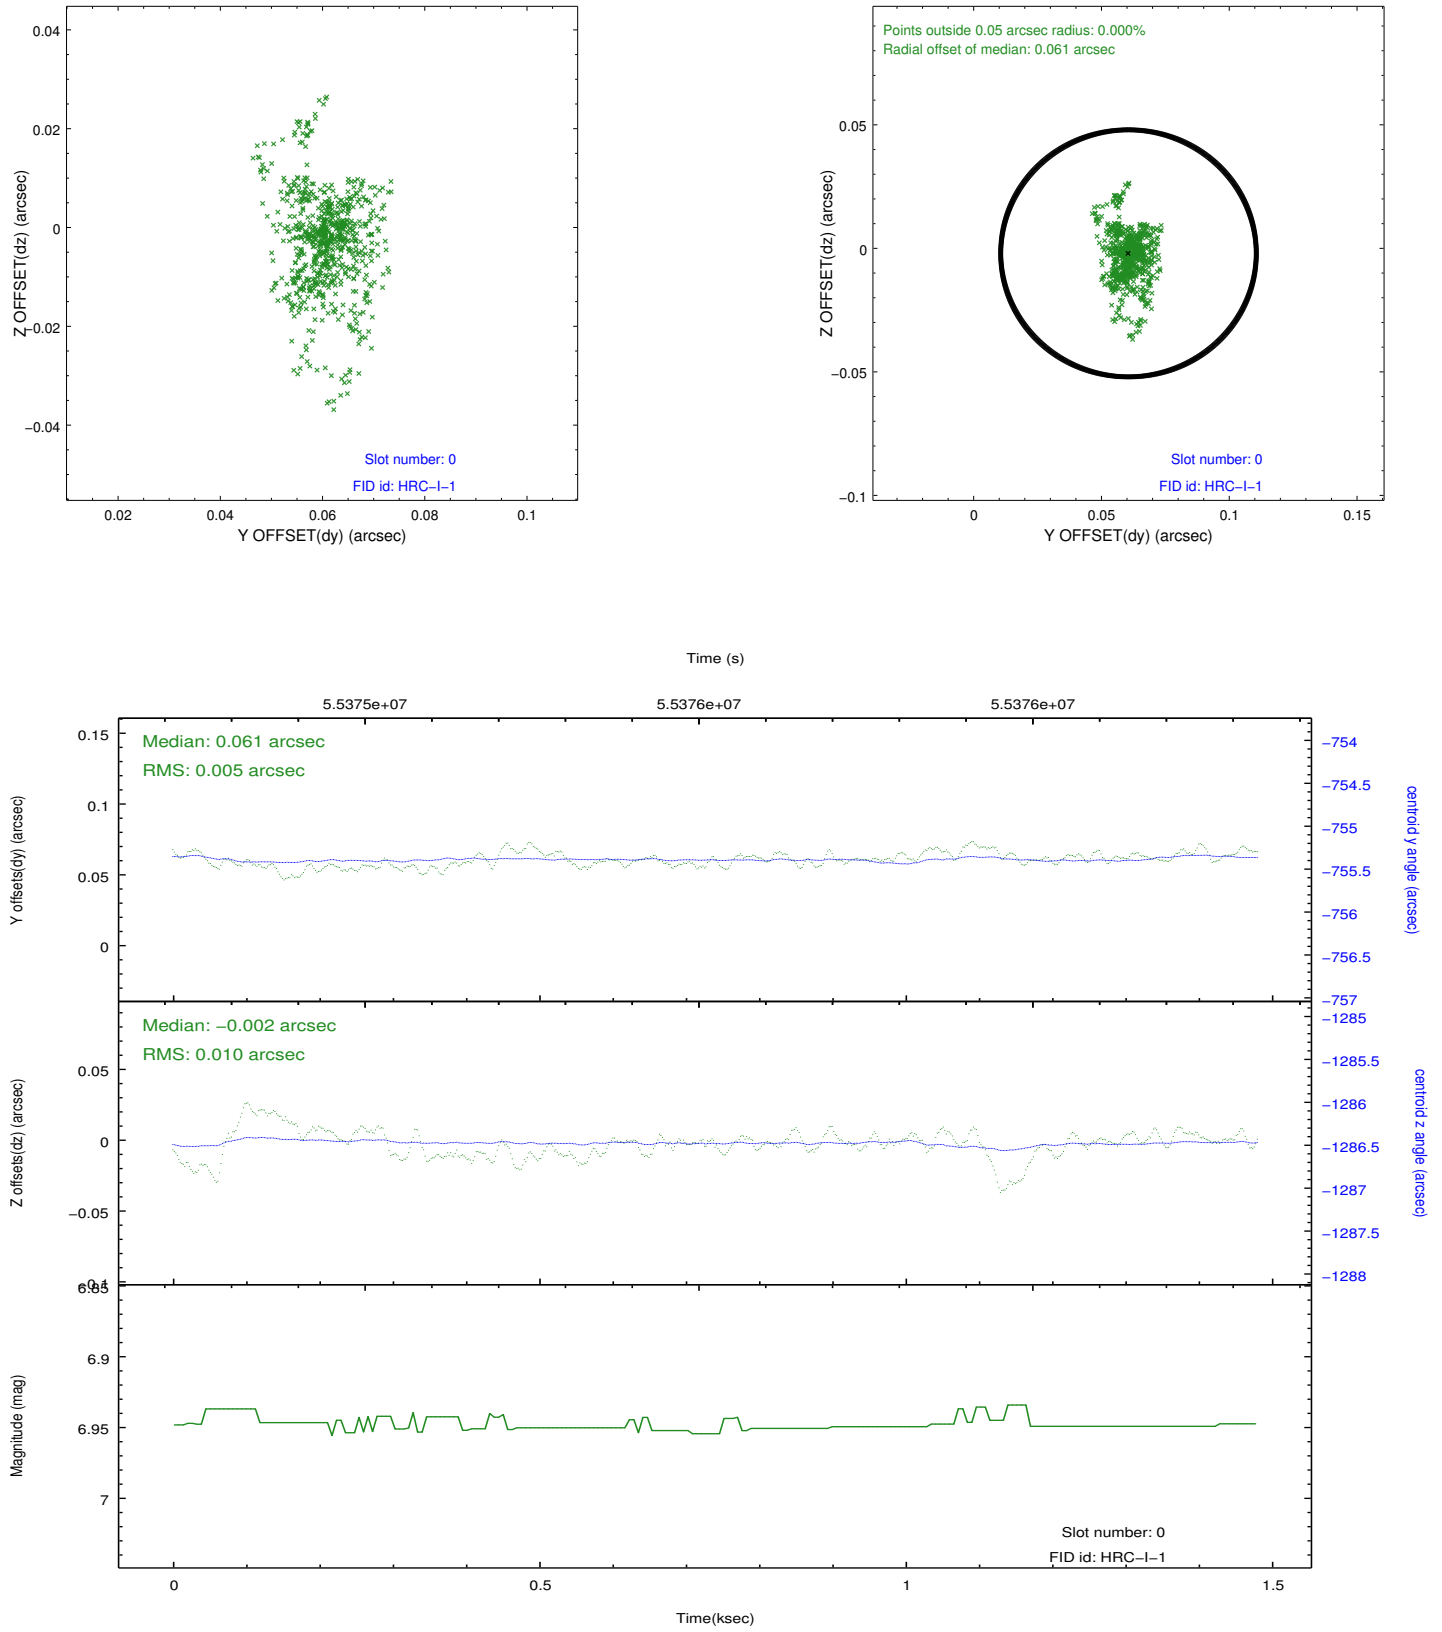 0.04
0.02
0
−0.02
−0.04
Z OFFSET(dz) (arcsec)
Slot number: 0
FID id: HRC−I−1
0.02
0.04
0.06
0.08
0.1
Y OFFSET(dy) (arcsec)
Points outside 0.05 arcsec radius: 0.000%
Radial offset of median: 0.061 arcsec
0.05
0
−0.05
−0.1
Z OFFSET(dz) (arcsec)
Slot number: 0
FID id: HRC−I−1
0
0.05
0.1
0.15
Y OFFSET(dy) (arcsec)
Time (s)
5.5375e+07
5.5376e+07
5.5376e+07
Median: 0.061 arcsec
RMS: 0.005 arcsec
0.15
0.1
0.05
0
Y offsets(dy) (arcsec)
−754
−754.5
−755
−755.5
−756
−756.5
−757
centroid y angle (arcsec)
Median: −0.002 arcsec
RMS: 0.010 arcsec
0.05
0
−0.05
−0.1
Z offsets(dz) (arcsec)
−1285
−1285.5
−1286
−1286.5
−1287
−1287.5
−1288
centroid z angle (arcsec)
6.85
6.9
6.95
7
Magnitude (mag)
Slot number: 0
FID id: HRC−I−1
0
0.5
1
1.5
Time(ksec)